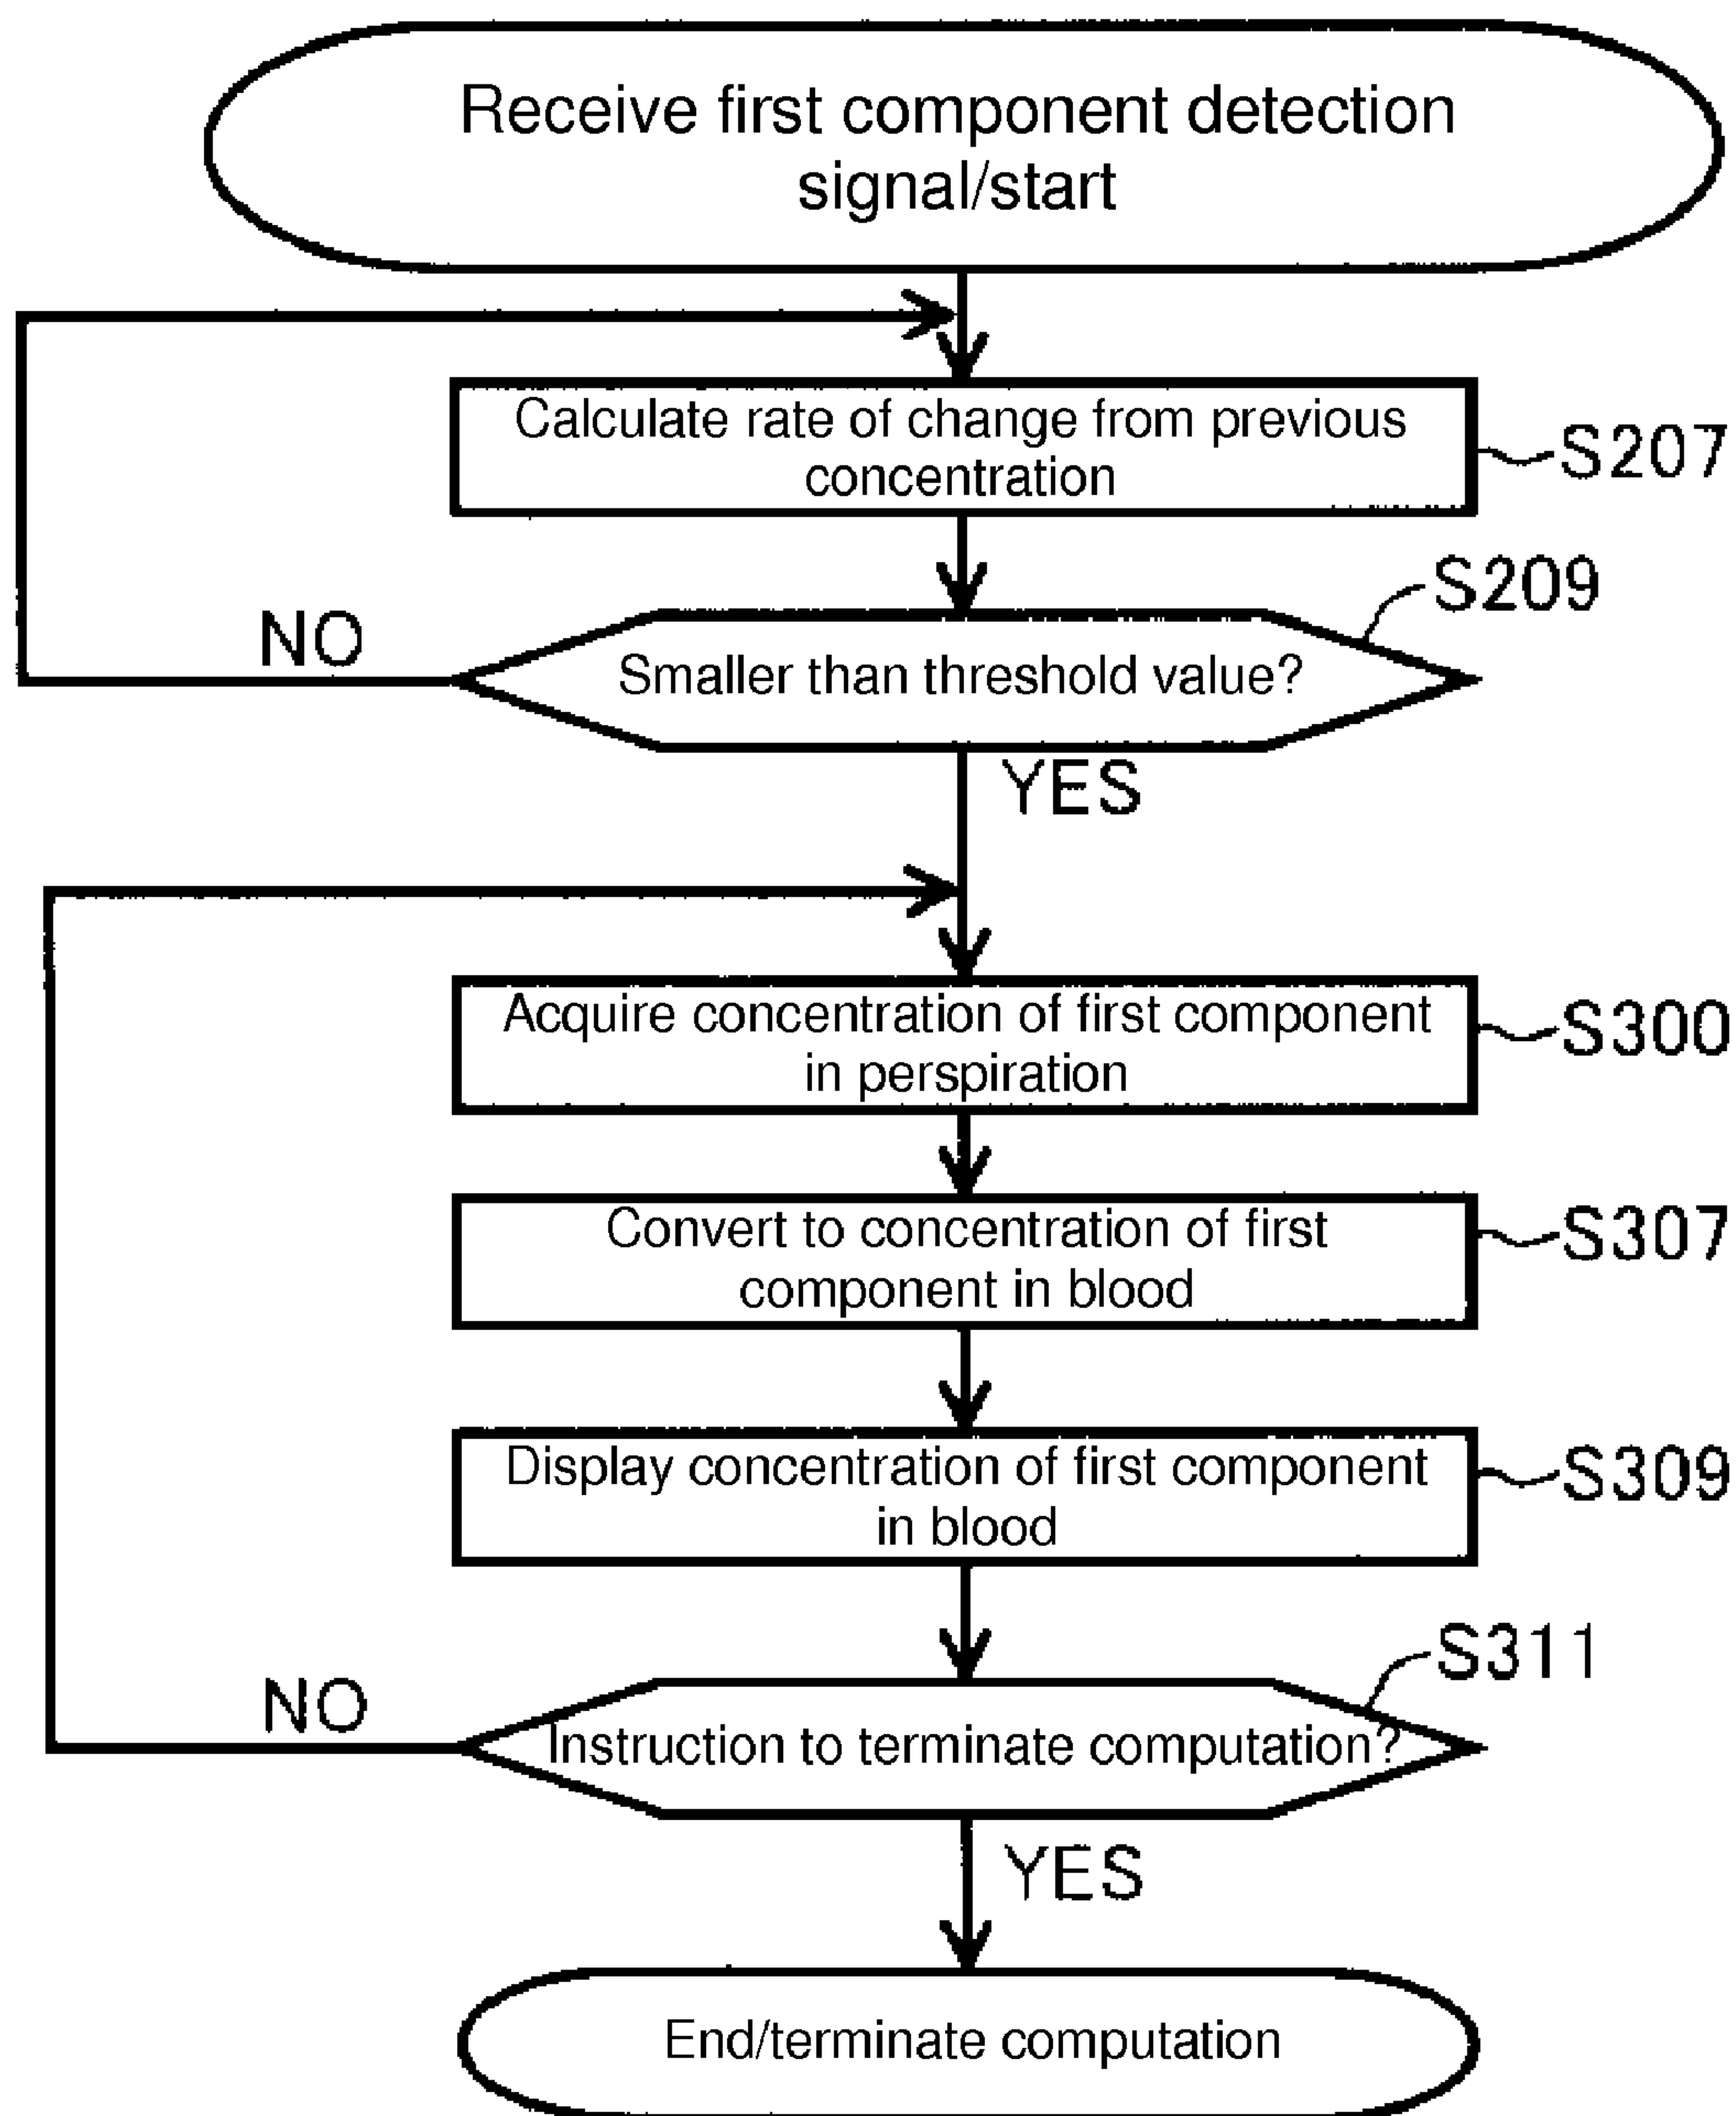 Receive first component detection
signal/start
Calculate rate of change from previous
concentration
S207
S209
NO
Smaller than threshold value?
YES
Acquire concentration of first component
in perspiration
S300
Convert to concentration of first
component in blood
S307
Display concentration of first component
in blood
S309
S311
NO
Instruction to terminate computation?
YES
End/terminate computation